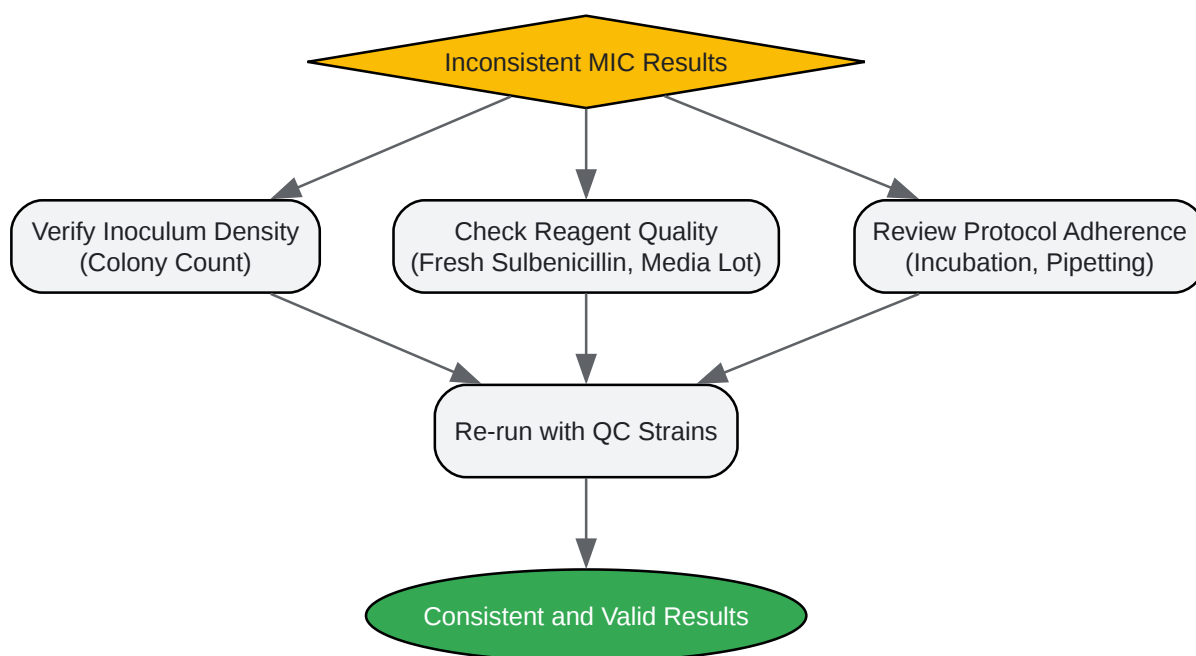 Inconsistent MIC Results
Verify Inoculum Density
(Colony Count)
Check Reagent Quality
(Fresh Sulbenicillin, Media Lot)
Review Protocol Adherence
(Incubation, Pipetting)
Re-run with QC Strains
Consistent and Valid Results